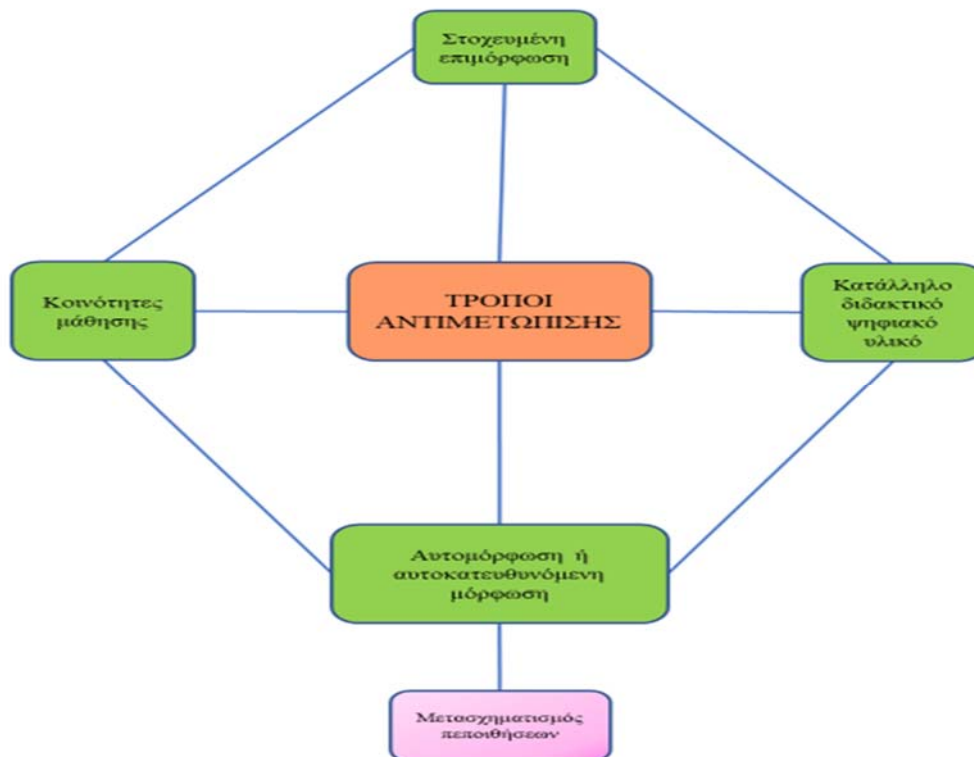 Στοχευμένη
επιμόρφωση
Κοινότητες
μάθησης
ΤΡΟΠΟΙ
ΑΝΤΙΜΕΤΩΠΙΣΗΣ
Κατάλληλο
διδακτικό
ψηφιακό
υλικό
Αυτομόρφωση ή
αυτοκατευθυνόμενη
μόρφωση
Μετασχηματισμός
πεποιθήσεων